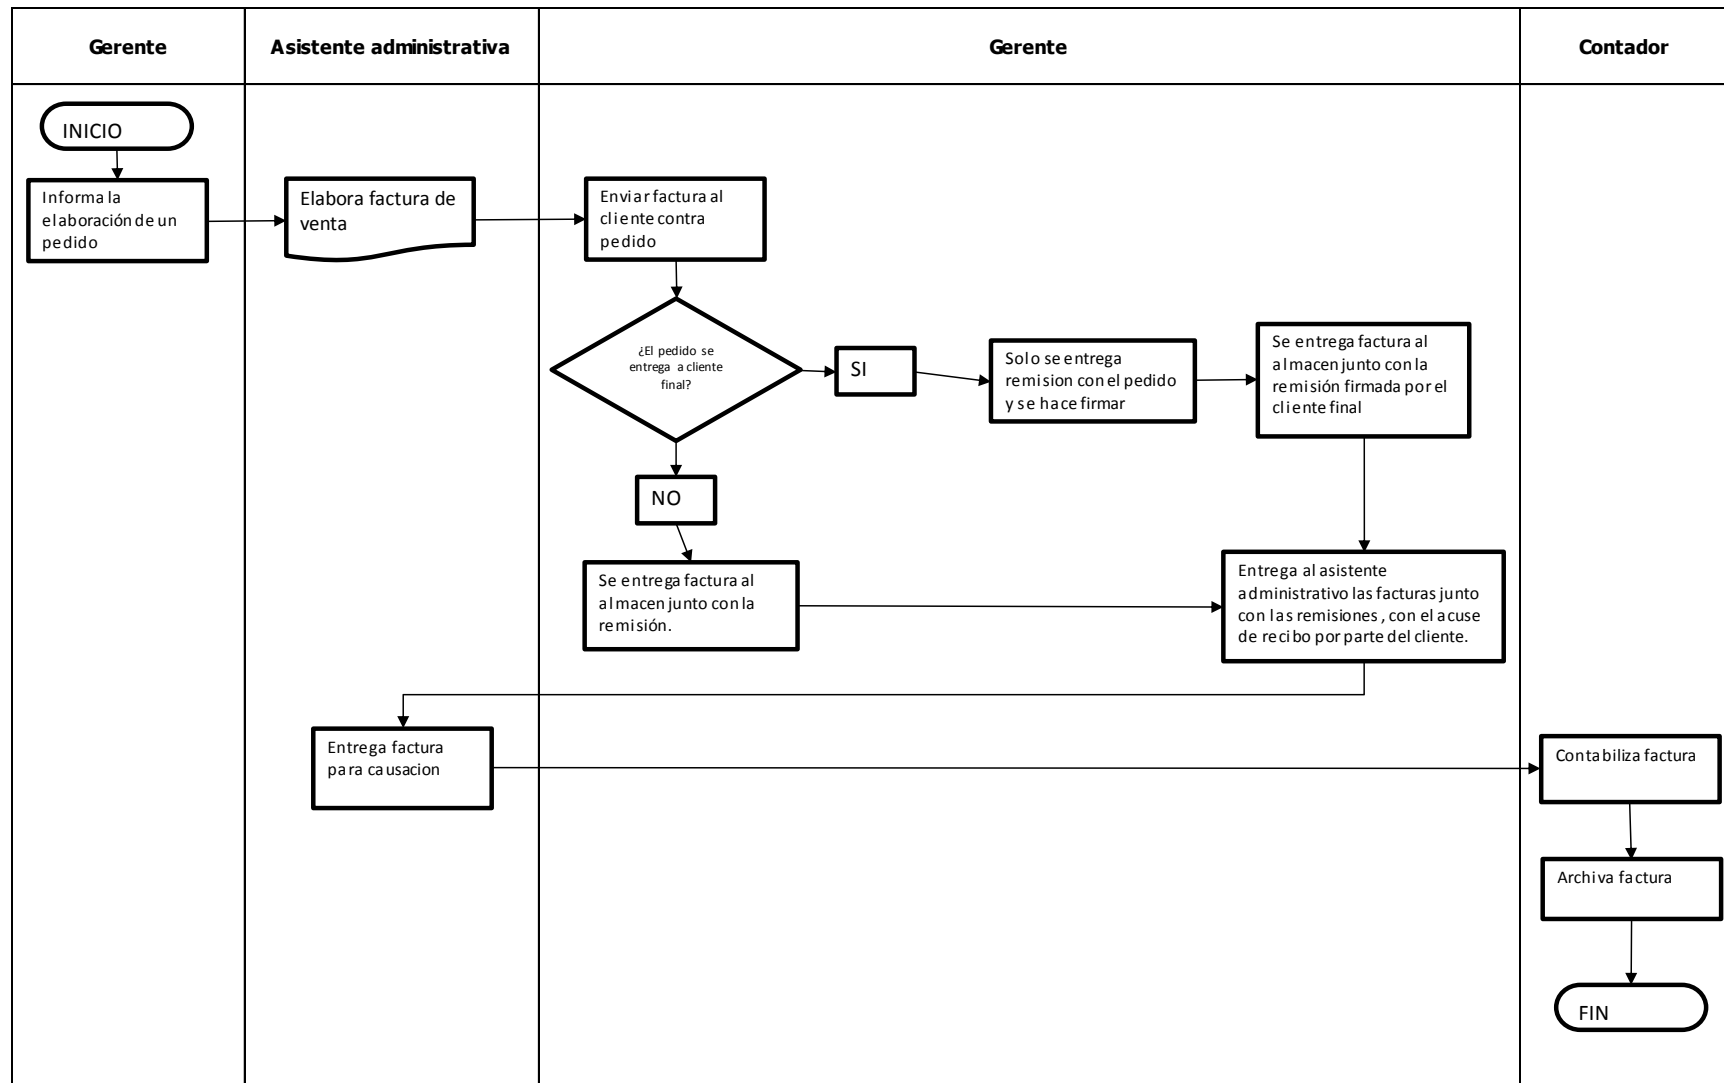 Gerente
Asistente administrativa
Gerente
Contador
INICIO
Informa la
elaboración de un
pedido
Elabora factura de
venta
Enviar factura al
cliente contra
pedido
¿El pedido se
entrega a cliente
final?
SI
Solo se entrega
remision con el pedido
y se hace firmar
Se entrega factura al
almacen junto con la
remisión firmada por el
cliente final
NO
Se entrega factura al
almacen junto con la
remisión.
Entrega al asistente
administrativo las facturas junto
con las remisiones , con el acuse
de recibo por parte del cliente.
Entrega factura
para causacion
Contabiliza factura
Archiva factura
FIN